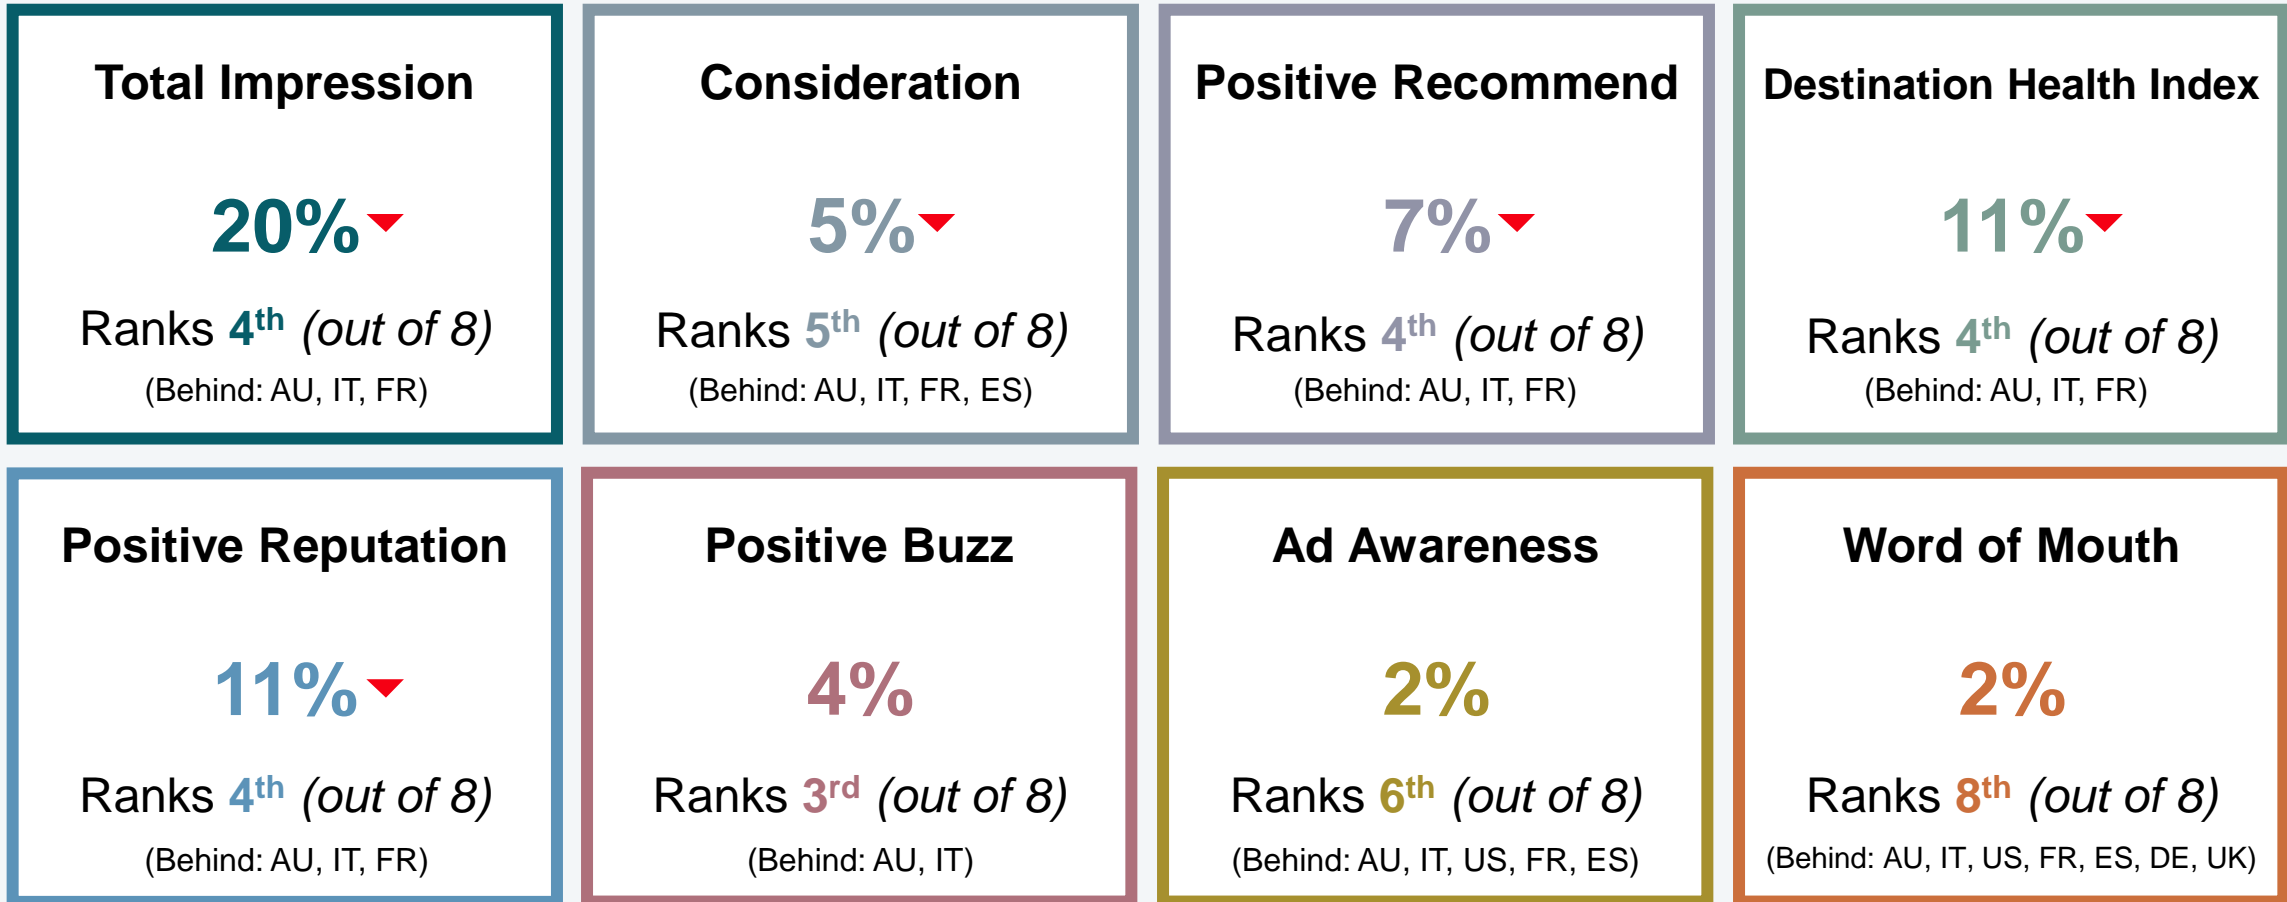 Total Impression
20%
Ranks 4th (out of 8)
(Behind: AU, IT, FR)
Consideration
5%
Ranks 5th (out of 8)
(Behind: AU, IT, FR, ES)
Positive Recommend
7%
Ranks 4th (out of 8)
(Behind: AU, IT, FR)
Destination Health Index
11%
Ranks 4th (out of 8)
(Behind: AU, IT, FR)
Positive Reputation
11%
Ranks 4th (out of 8)
(Behind: AU, IT, FR)
Positive Buzz
4%
Ranks 3rd (out of 8)
(Behind: AU, IT)
Ad Awareness
2%
Ranks 6th (out of 8)
(Behind: AU, IT, US, FR, ES)
Word of Mouth
2%
Ranks 8th (out of 8)
(Behind: AU, IT, US, FR, ES, DE, UK)